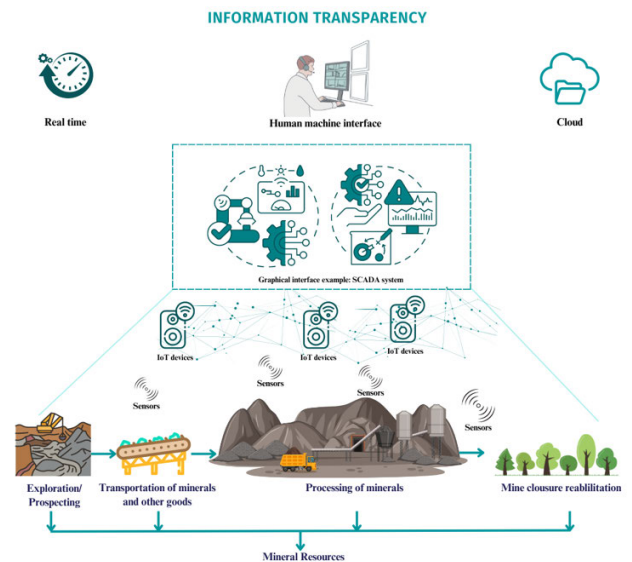 INFORMATION TRANSPARENCY
Real time
Human machine interface
Cloud
Graphical interface example: SCADA system
IoT devices
IoT devices
IoT devices
Sensors
Sensors
Sensors
Sensors
Exploration/
Prospecting
Transportation of minerals
and other goods
Processing of minerals
Mine clousure reablilitation
Mineral Resources